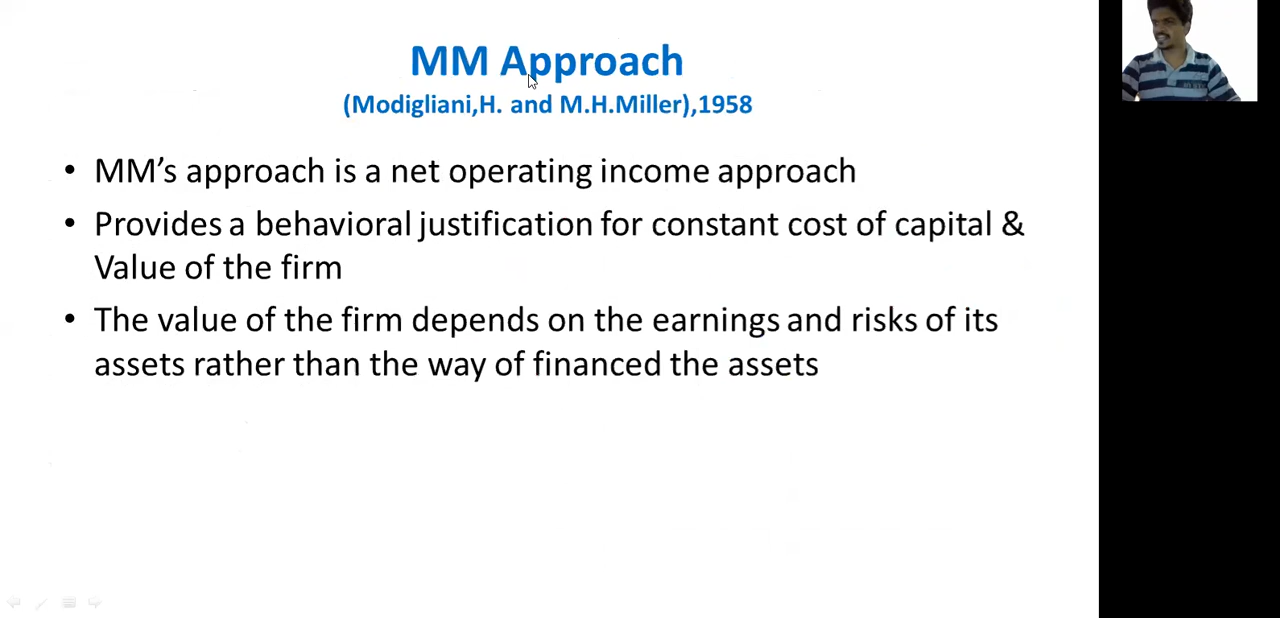 MM Approach
(Modigliani,H. and M.H.Miller),1958
• MM's approach is a net operating income approach
• Provides a behavioral justification for constant cost of capital &
Value of the firm
• The value of the firm depends on the earnings and risks of its
assets rather than the way of financed the assets